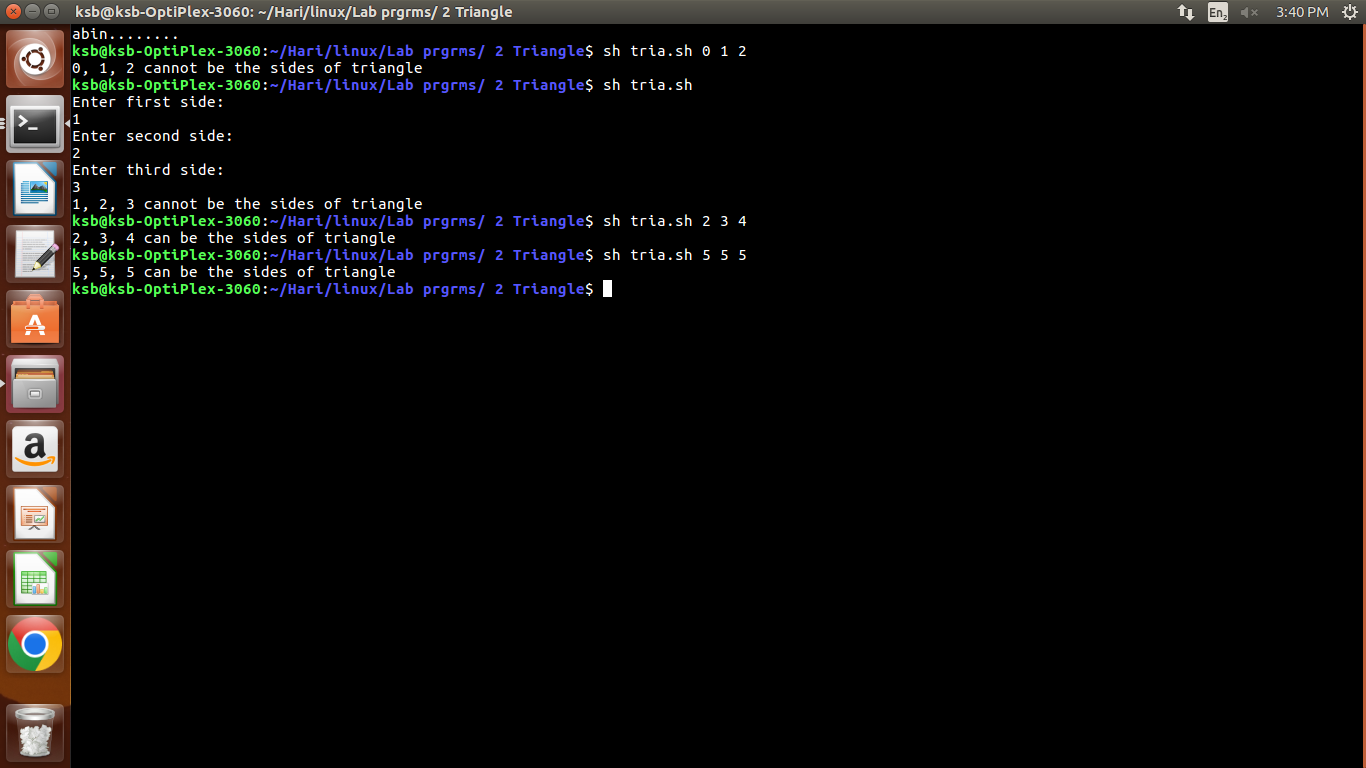 ksb@ksb-OptiPlex-3060: ~/Hari/linux/Lab prgrms/ 2 Triangle
En2
3:40 PM
abin........
ksb@ksb-OptiPlex-3060:~/Hari/linux/Lab prgrms/ 2 Triangle$ sh tria.sh 0 1 2
0, 1, 2 cannot be the sides of triangle
ksb@ksb-OptiPlex-3060:~/Hari/linux/Lab prgrms/ 2 Triangle$ sh tria.sh
Enter first side:
1
Enter second side:
2
Enter third side:
3
1, 2, 3 cannot be the sides of triangle
ksb@ksb-OptiPlex-3060:~/Hari/linux/Lab prgrms/ 2 Triangle$ sh tria.sh 2 3 4
2, 3, 4 can be the sides of triangle
ksb@ksb-OptiPlex-3060:~/Hari/linux/Lab prgrms/ 2 Triangle$ sh tria.sh 5 5 5
5, 5, 5 can be the sides of triangle
ksb@ksb-OptiPlex-3060:~/Hari/linux/Lab prgrms/ 2 Triangle$